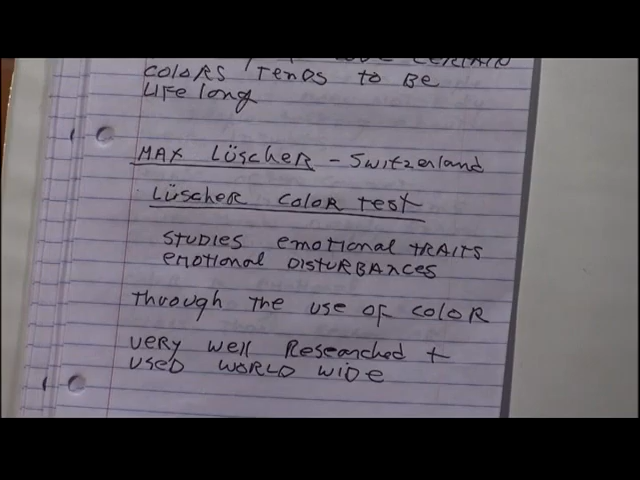 CERTAIN
COLORS TENDS TO BE
LIFE long
MAX LÜSCHER - SWITZERLAND
LÜSCHER COLOR TEST
STUDIES EMOTIONAL TRAITS
EMOTIONAL DISTURBANCES
THROUGH THE USE OF COLOR
VERY WELL RESEARCHED +
USED WORLD WIDE